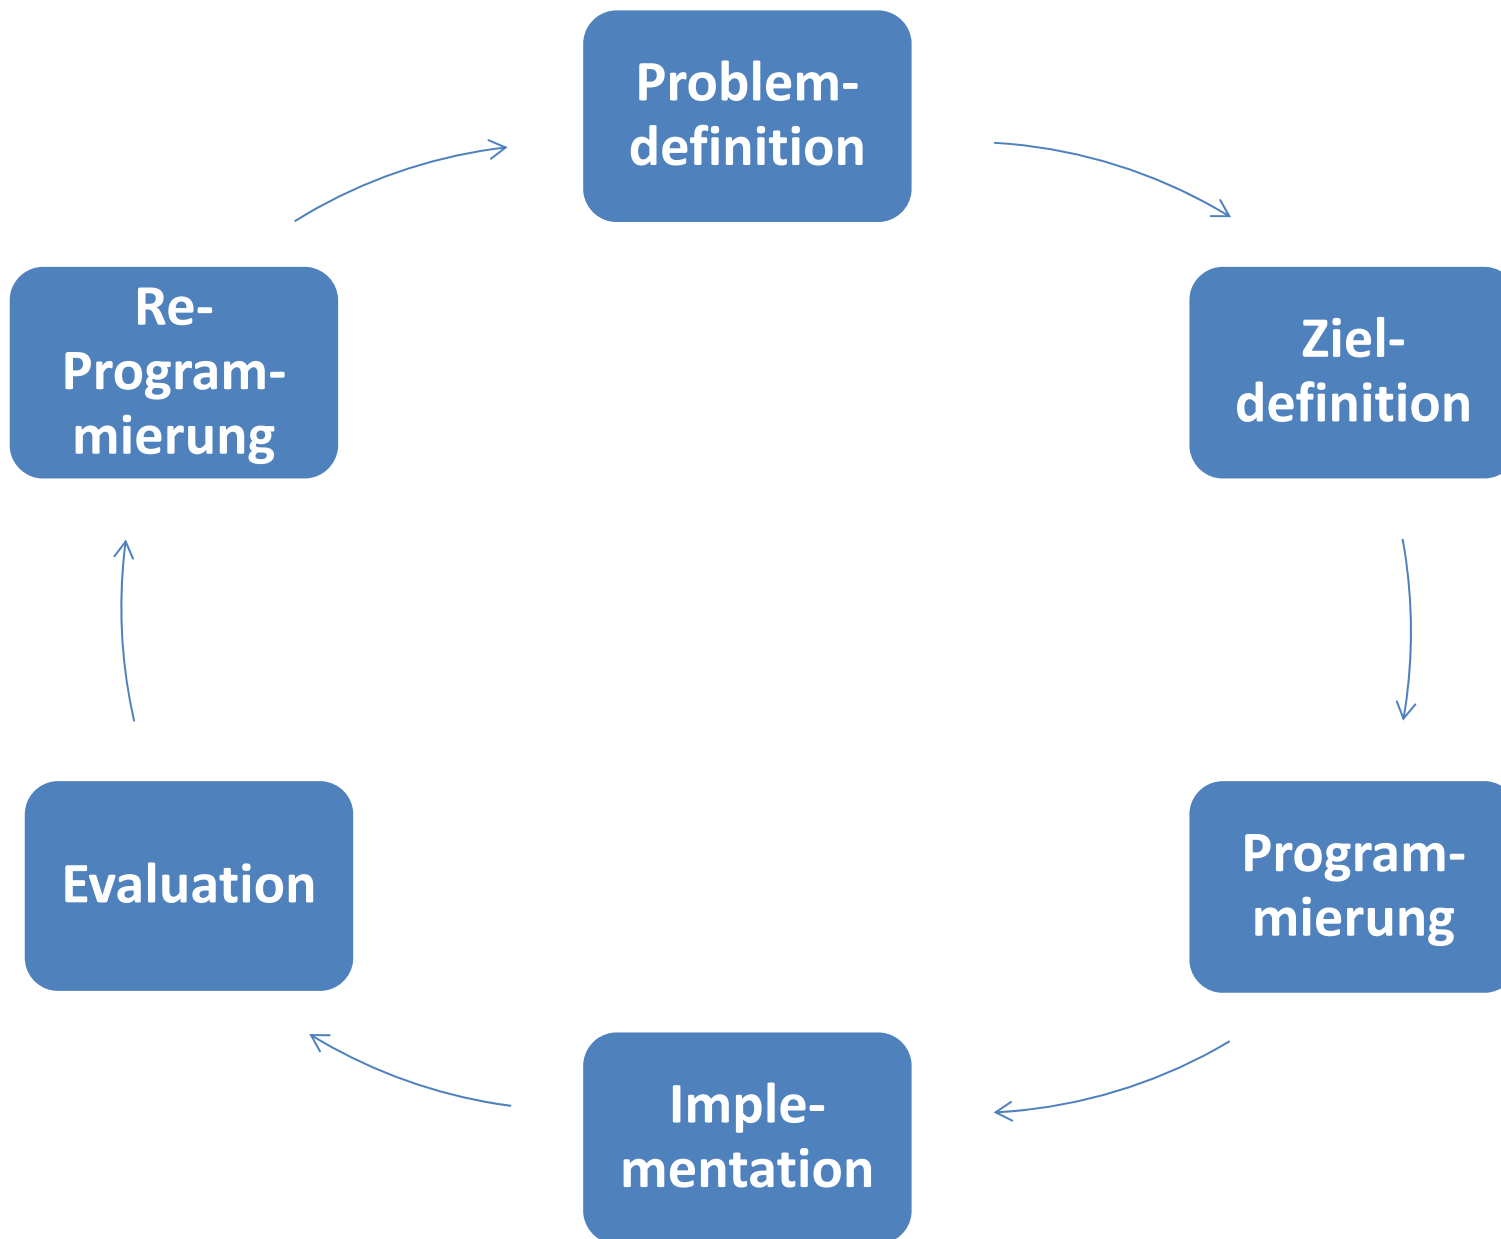 Problem-
definition
Ziel-
definition
Program-
mierung
Imple-
mentation
Evaluation
Re-
Program-
mierung